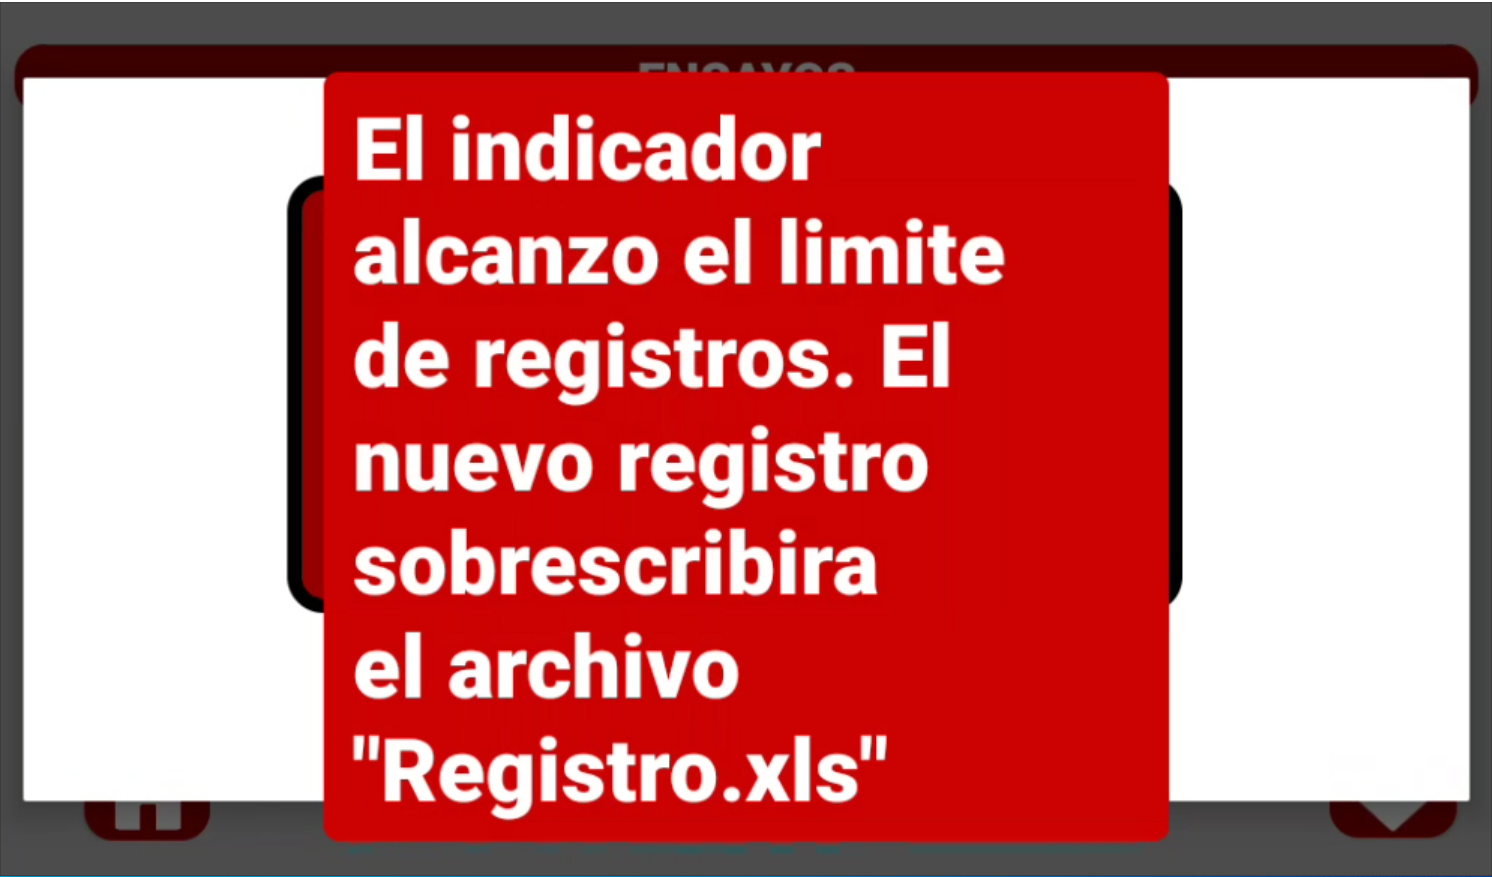 ENSAYOS
El indicador
alcanzo el limite
de registros. El
nuevo registro
sobrescribira
el archivo
"Registro.xls"